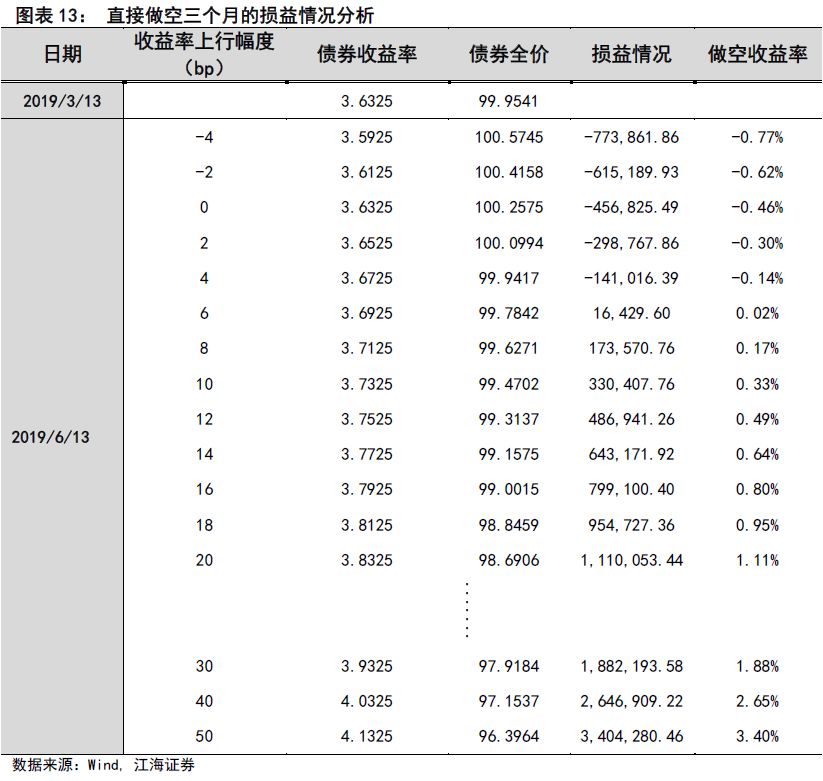 图表 13： 直接做空三个月的损益情况分析
日期 收益率上行幅度（bp） 债券收益率 债券全价 损益情况 做空收益率
2019/3/13 3.6325 99.9541
-4 3.5925 100.5745 -773,861.86 -0.77%
-2 3.6125 100.4158 -615,189.93 -0.62%
0 3.6325 100.2575 -456,825.49 -0.46%
2 3.6525 100.0994 -298,767.86 -0.30%
4 3.6725 99.9417 -141,016.39 -0.14%
6 3.6925 99.7842 16,429.60 0.02%
8 3.7125 99.6271 173,570.76 0.17%
10 3.7325 99.4702 330,407.76 0.33%
12 3.7525 99.3137 486,941.26 0.49%
2019/6/13
14 3.7725 99.1575 643,171.92 0.64%
16 3.7925 99.0015 799,100.40 0.80%
18 3.8125 98.8459 954,727.36 0.95%
20 3.8325 98.6906 1,110,053.44 1.11%
30 3.9325 97.9184 1,882,193.58 1.88%
40 4.0325 97.1537 2,646,909.22 2.65%
50 4.1325 96.3964 3,404,280.46 3.40%
数据来源：Wind, 江海证券